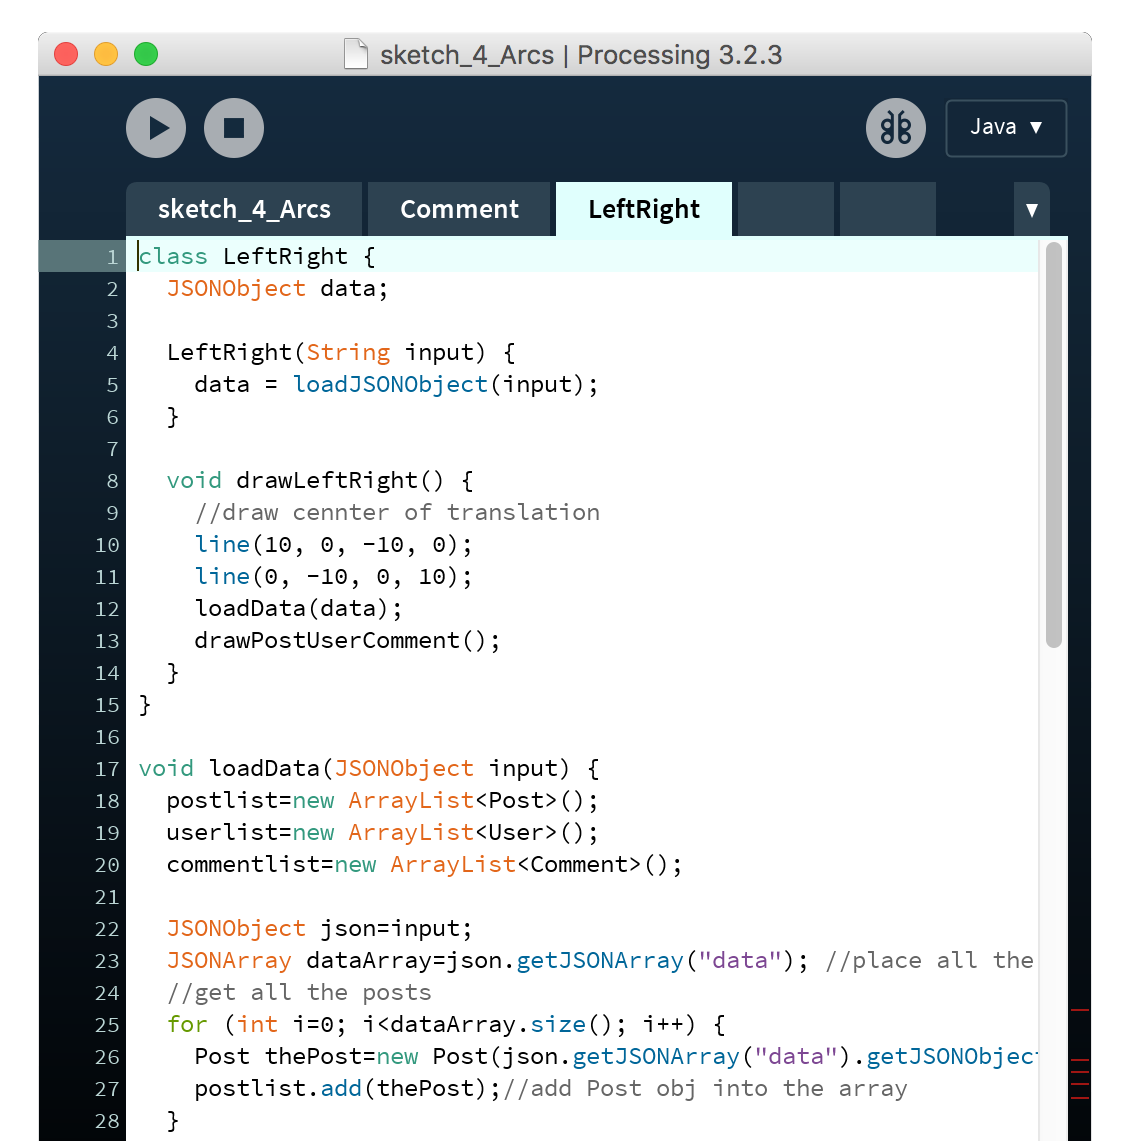 sketch_4_Arcs | Processing 3.2.3
Java ▼
sketch_4_Arcs Comment LeftRight ▼
1 class LeftRight {
2 JSONObject data;
3
4 LeftRight(String input) {
5 data = loadJSONObject(input);
6 }
7
8 void drawLeftRight() {
9 //draw cennter of translation
10 line(10, 0, -10, 0);
11 line(0, -10, 0, 10);
12 loadData(data);
13 drawPostUserComment();
14 }
15 }
16
17 void loadData(JSONObject input) {
18 postlist=new ArrayList<Post>();
19 userlist=new ArrayList<User>();
20 commentlist=new ArrayList<Comment>();
21
22 JSONObject json=input;
23 JSONArray dataArray=json.getJSONArray("data"); //place all the
24 //get all the posts
25 for (int i=0; i<dataArray.size(); i++) {
26 Post thePost=new Post(json.getJSONArray("data").getJSONObjec
27 postlist.add(thePost);//add Post obj into the array
28 }